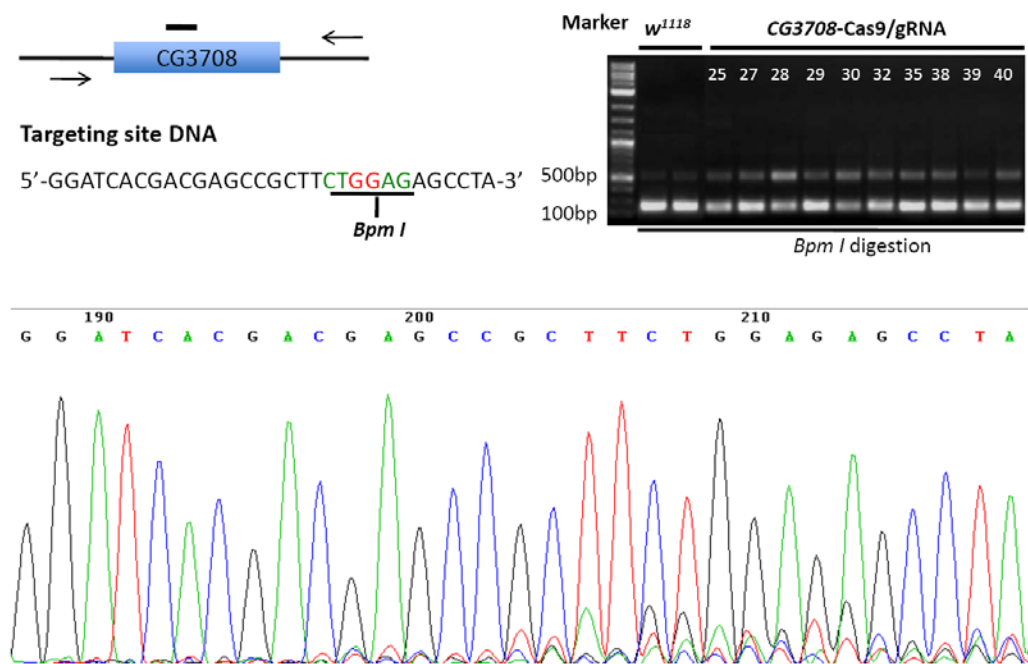 CG3708
Targeting site DNA
5’-GGATCACGACGAGCCGCTTCTGGAGAGCCTA-3’
Bpm I
Marker w1118 CG3708-Cas9/gRNA
25 27 28 29 30 32 35 38 39 40
500bp
100bp
Bpm I digestion
190 200 210
G G A T C A C G A C G A G C C G C T T C T G G A G A G C C T A